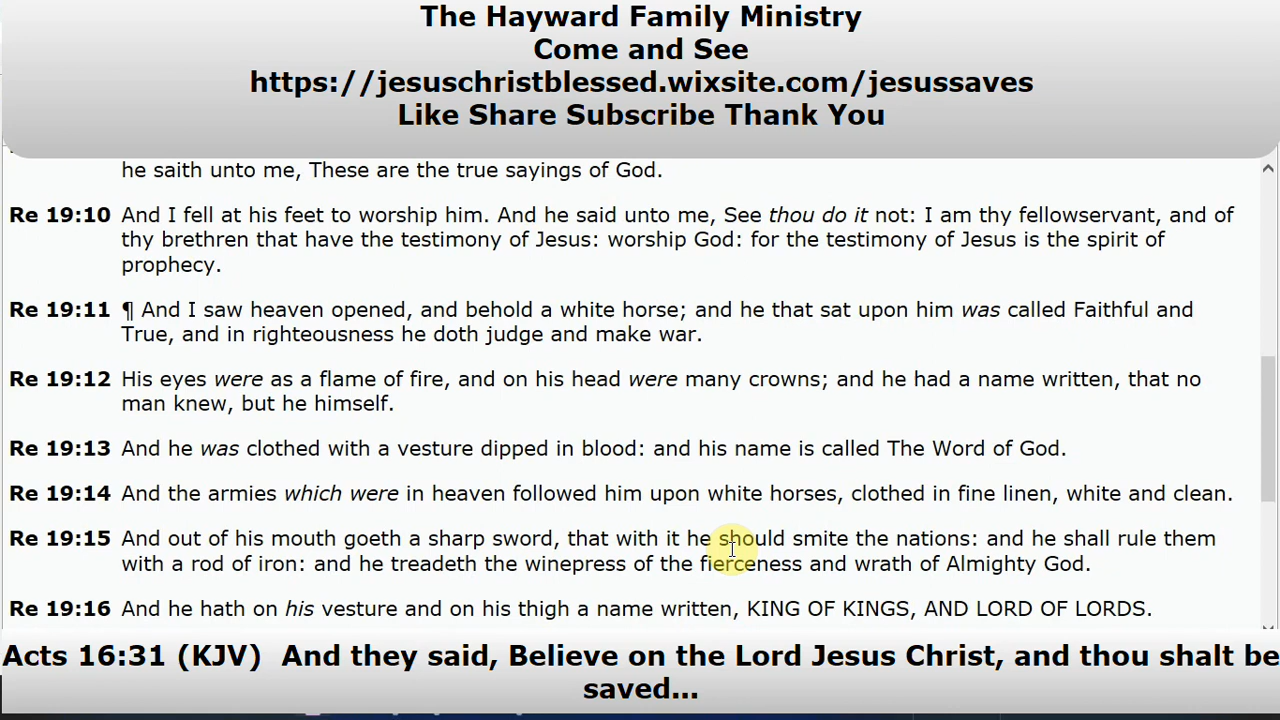 The Hayward Family Ministry
Come and See
https://jesuschristblessed.wixsite.com/jesussaves
Like Share Subscribe Thank You
he saith unto me, These are the true sayings of God.
Re 19:10 And I fell at his feet to worship him. And he said unto me, See thou do it not: I am thy fellowservant, and of
thy brethren that have the testimony of Jesus: worship God: for the testimony of Jesus is the spirit of
prophecy.
Re 19:11 ¶ And I saw heaven opened, and behold a white horse; and he that sat upon him was called Faithful and
True, and in righteousness he doth judge and make war.
Re 19:12 His eyes were as a flame of fire, and on his head were many crowns; and he had a name written, that no
man knew, but he himself.
Re 19:13 And he was clothed with a vesture dipped in blood: and his name is called The Word of God.
Re 19:14 And the armies which were in heaven followed him upon white horses, clothed in fine linen, white and clean.
Re 19:15 And out of his mouth goeth a sharp sword, that with it he should smite the nations: and he shall rule them
with a rod of iron: and he treadeth the winepress of the fierceness and wrath of Almighty God.
Re 19:16 And he hath on his vesture and on his thigh a name written, KING OF KINGS, AND LORD OF LORDS.
Acts 16:31 (KJV) And they said, Believe on the Lord Jesus Christ, and thou shalt be
saved...